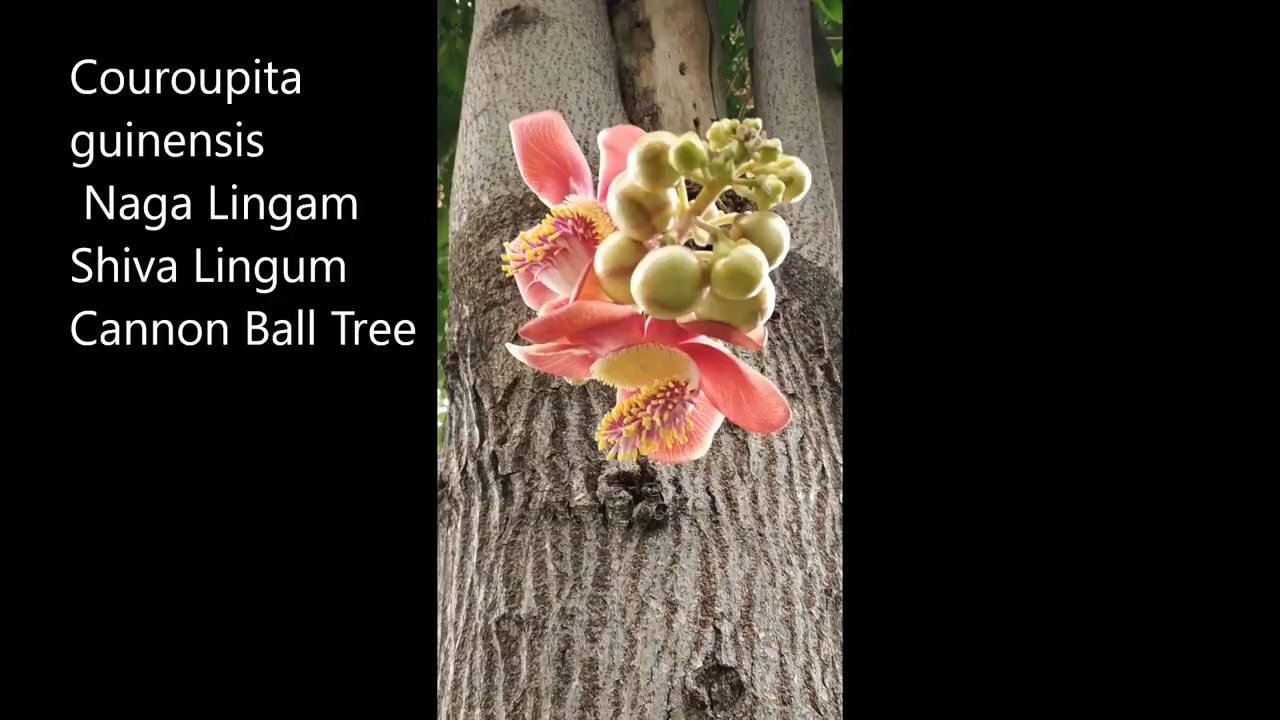 Couroupita
guinensis
Naga Lingam
Shiva Lingum
Cannon Ball Tree